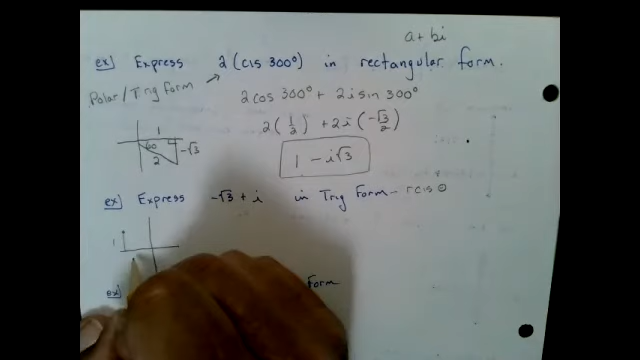 a + bi
ex) Express 2 (cis 300°) in rectangular form.
Polar/Trig form
2 cos 300° + 2i sin 300°
2(1/2) + 2i(-√3/2)
1 - i√3
1
60
-√3
2
ex) Express -√3 + i in Trig Form - r cis θ
1
ex) Form